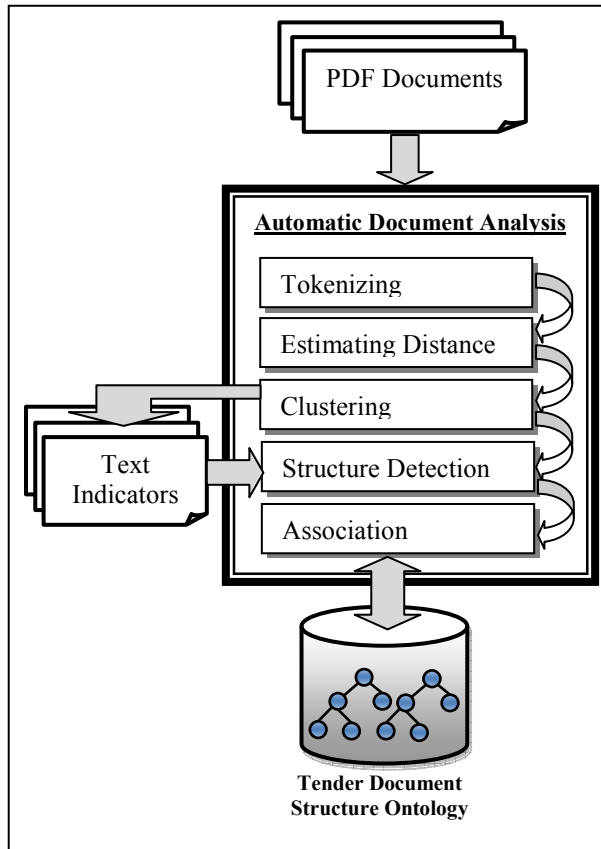 PDF Documents
Automatic Document Analysis
Tokenizing
Estimating Distance
Clustering
Structure Detection
Association
Text
Indicators
Tender Document
Structure Ontology